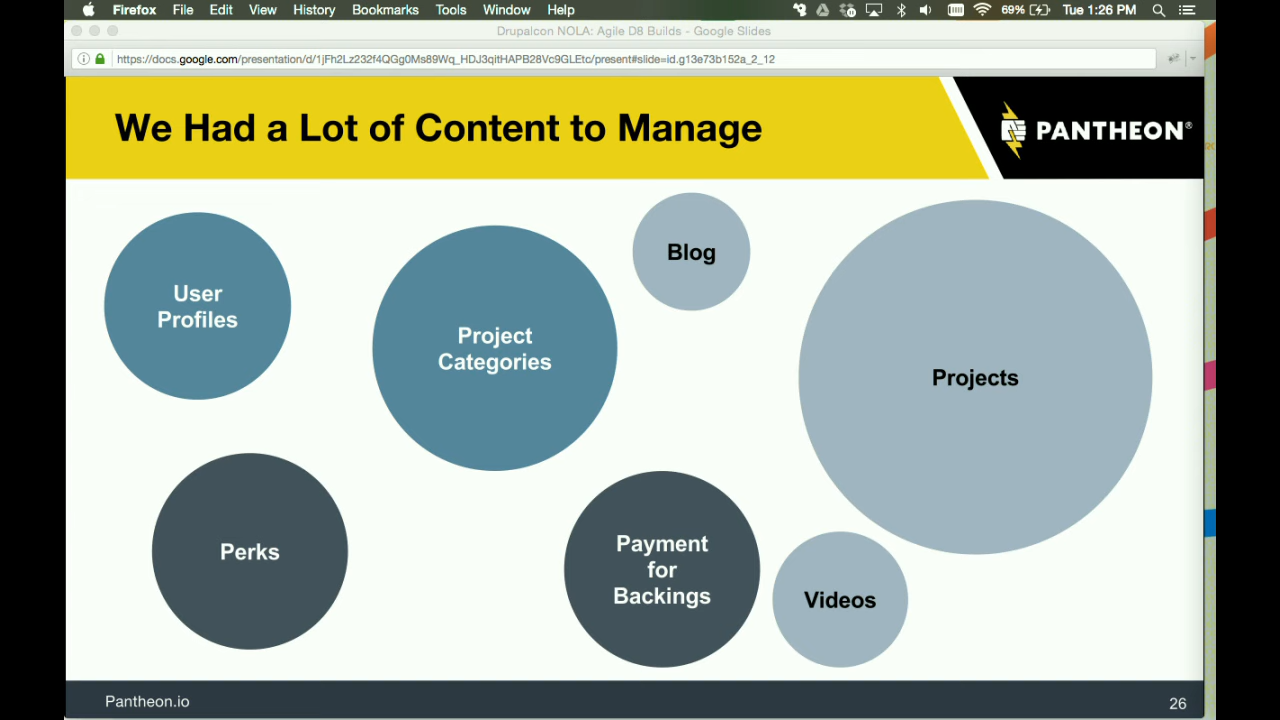 Firefox File Edit View History Bookmarks Tools Window Help 69% Tue 1:26 PM
Drupalcon NOLA: Agile D8 Builds - Google Slides
https://docs.google.com/presentation/d/1jFh2Lz232f4QGg0Ms89Wq_HDJ3qitHAPB28Vc9GLEtc/present#slide=id.g13e73b152a_2_12
We Had a Lot of Content to Manage
PANTHEON®
User
Profiles
Project
Categories
Blog
Projects
Perks
Payment
for
Backings
Videos
Pantheon.io
26